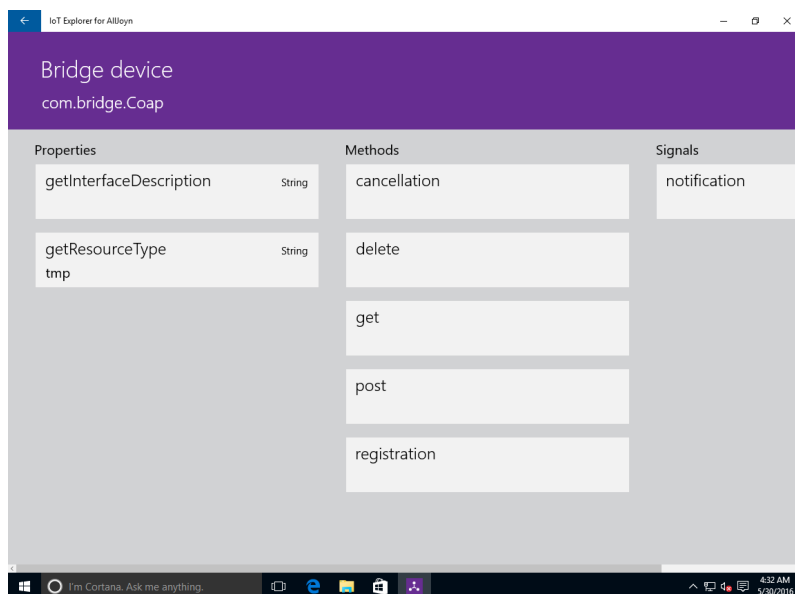 IoT Explorer for AllJoyn
Bridge device
com.bridge.Coap
Properties
getInterfaceDescription String
getResourceType String
tmp
Methods
cancellation
delete
get
post
registration
Signals
notification
I'm Cortana. Ask me anything.
4:32 AM
5/30/2016